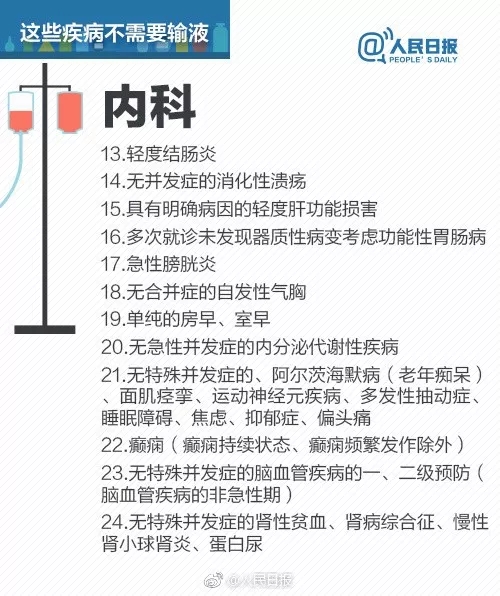 这些疾病不需要输液
@人民日报
PEOPLE'S DAILY
内科
13.轻度结肠炎
14.无并发症的消化性溃疡
15.具有明确病因的轻度肝功能损害
16.多次就诊未发现器质性病变考虑功能性胃肠病
17.急性膀胱炎
18.无合并症的自发性气胸
19.单纯的房早、室早
20.无急性并发症的内分泌代谢性疾病
21.无特殊并发症的、阿尔茨海默病（老年痴呆）
、面肌痉挛、运动神经元疾病、多发性抽动症、
睡眠障碍、焦虑、抑郁症、偏头痛
22.癫痫（癫痫持续状态、癫痫频繁发作除外）
23.无特殊并发症的脑血管疾病的一、二级预防（
脑血管疾病的非急性期）
24.无特殊并发症的肾性贫血、肾病综合征、慢性
肾小球肾炎、蛋白尿
@人民日报